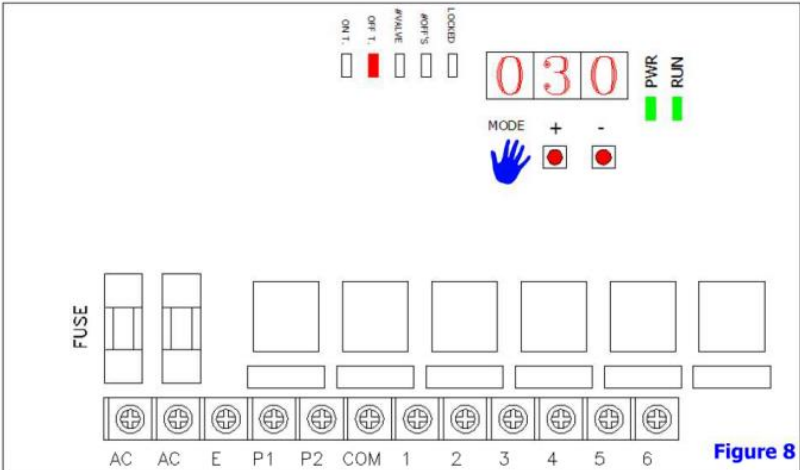 ON T. OFF T. #VALVE #OFF'S LOCKED
030
PWR RUN
MODE + -
FUSE
AC AC E P1 P2 COM 1 2 3 4 5 6
Figure 8